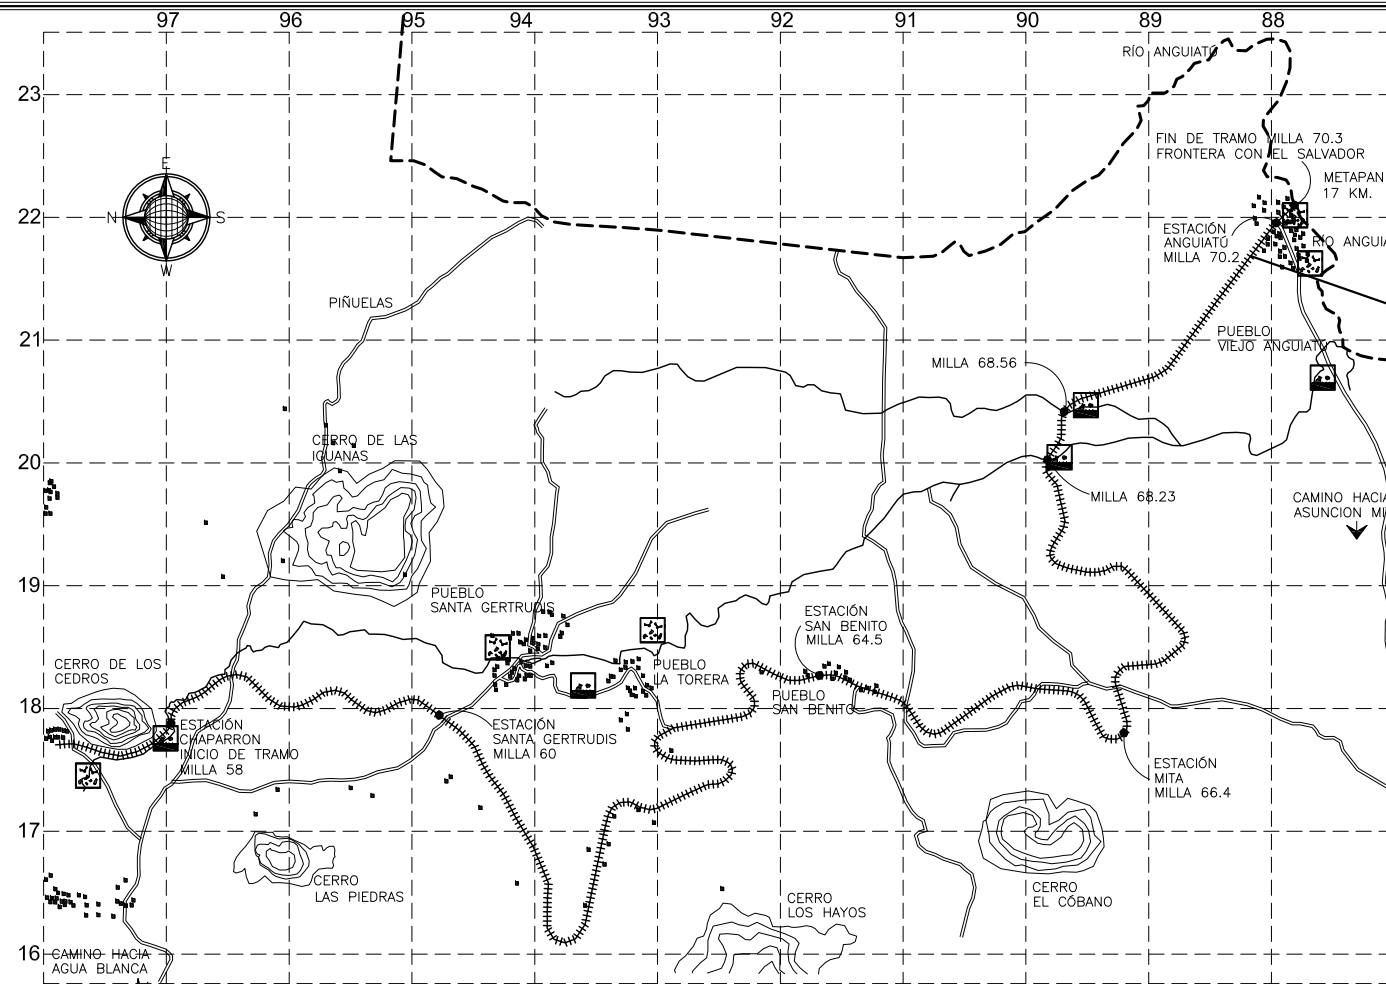 97 96 95 94 93 92 91 90 89 88
RÍO ANGUIATÚ
23
FIN DE TRAMO MILLA 70.3
FRONTERA CON EL SALVADOR
METAPAN
17 KM.
E
N S
W
22
ESTACIÓN
ANGUIATÚ
MILLA 70.2
RÍO ANGUIA
PIÑUELAS
21
PUEBLO
VIEJO ANGUIATÚ
MILLA 68.56
CERRO DE LAS
IGUANAS
20
MILLA 68.23
CAMINO HACIA
ASUNCION MI
19
PUEBLO
SANTA GERTRUDIS
ESTACIÓN
SAN BENITO
MILLA 64.5
CERRO DE LOS
CEDROS
PUEBLO
LA TORERA
PUEBLO
SAN BENITO
18
ESTACIÓN
CHAPARRON
INICIO DE TRAMO
MILLA 58
ESTACIÓN
SANTA GERTRUDIS
MILLA 60
ESTACIÓN
MITA
MILLA 66.4
17
CERRO
LAS PIEDRAS
CERRO
EL CÓBANO
CERRO
LOS HAYOS
16
CAMINO HACIA
AGUA BLANCA